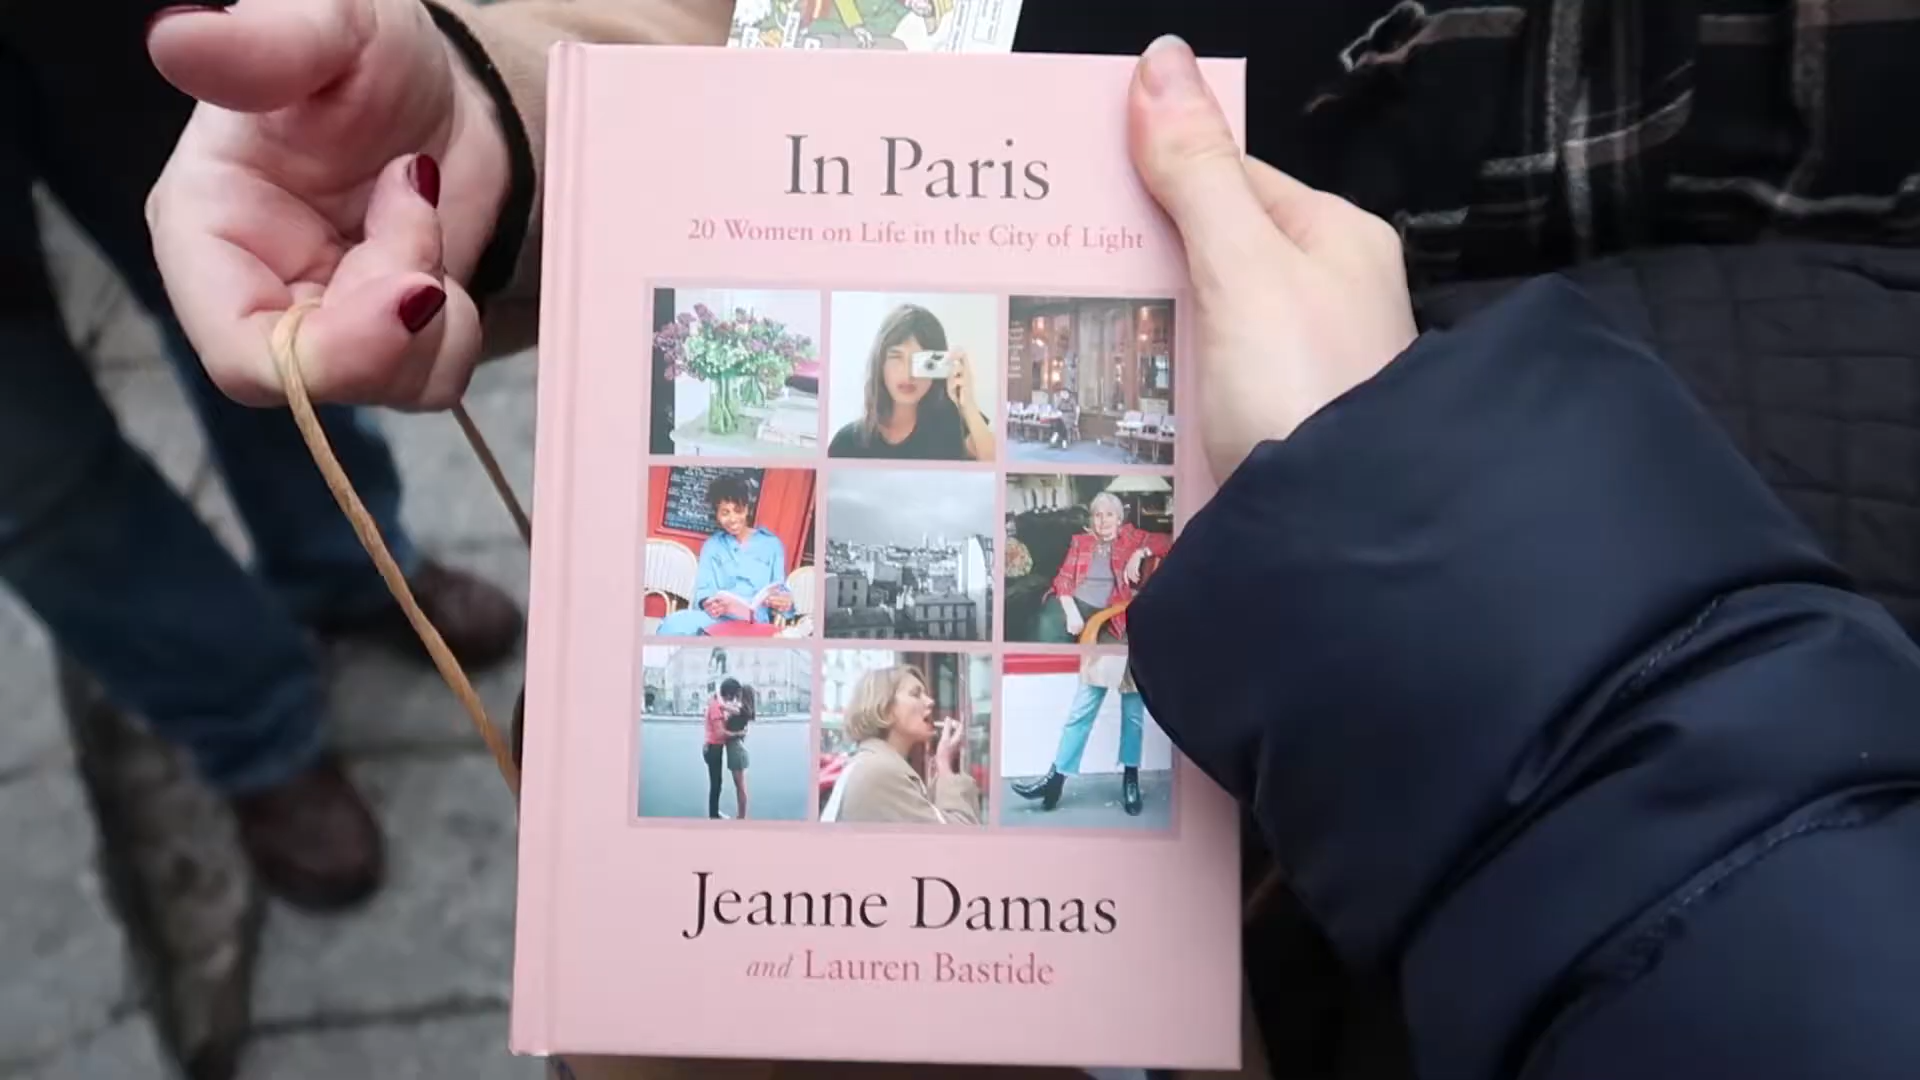 In Paris
20 Women on Life in the City of Light
Jeanne Damas
and Lauren Bastide